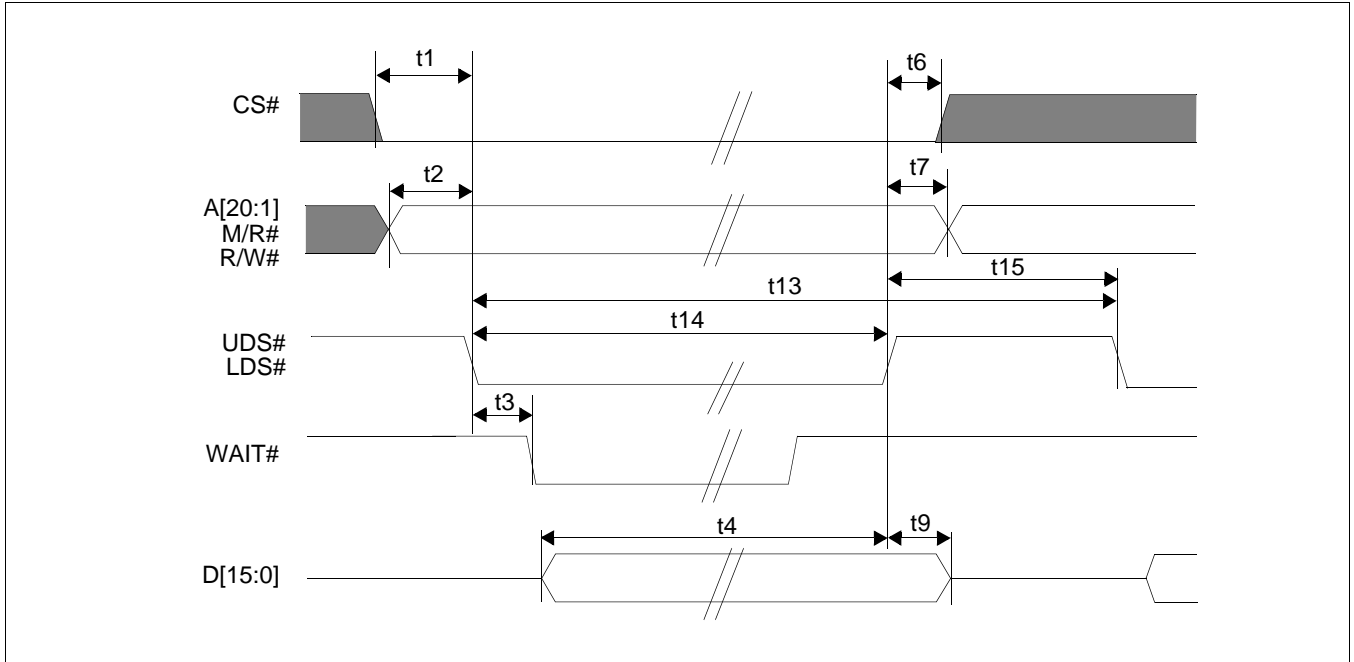 t1
t6
CS#
t2
t7
A[20:1]
M/R#
R/W#
t15
t13
t14
UDS#
LDS#
t3
WAIT#
t4
t9
D[15:0]